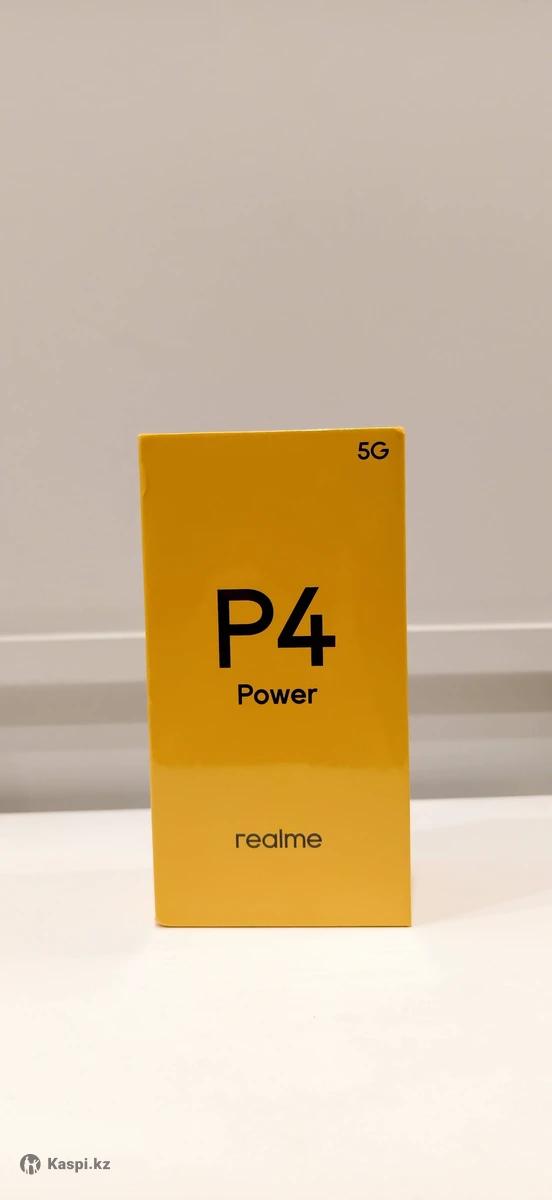 5G
P4
Power
realme
Kaspi.kz